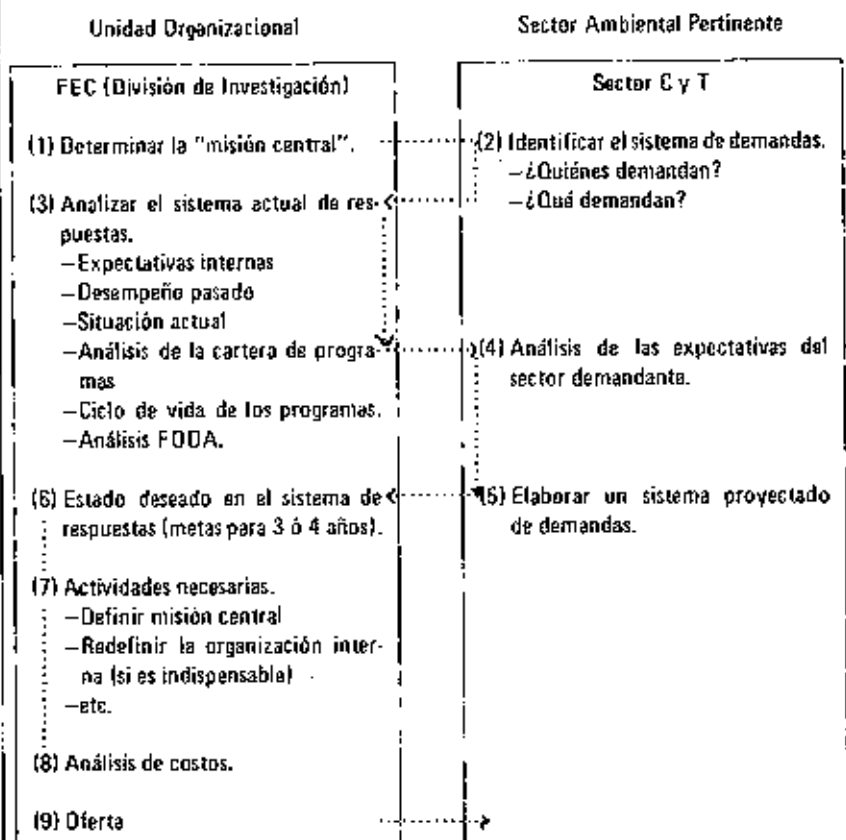 Unidad Organizacional
FEC (División de Investigación)
(1) Determinar la "misión central".
(3) Analizar el sistema actual de res-
puestas.
—Expectativas internas
—Desempeño pasado
—Situación actual
—Análisis de la cartera de progra-
mas
—Ciclo de vida de los programas.
—Análisis FODA.
(6) Estado deseado en el sistema de
respuestas (metas para 3 ó 4 años).
(7) Actividades necesarias.
—Definir misión central
—Redefinir la organización inter-
na (si es indispensable)
—etc.
(8) Análisis de costos.
(9) Oferta
Sector Ambiental Pertinente
Sector C y T
(2) Identificar el sistema de demandas.
—¿Quiénes demandan?
—¿Qué demandan?
(4) Análisis de las expectativas del
sector demandante.
(5) Elaborar un sistema proyectado
de demandas.